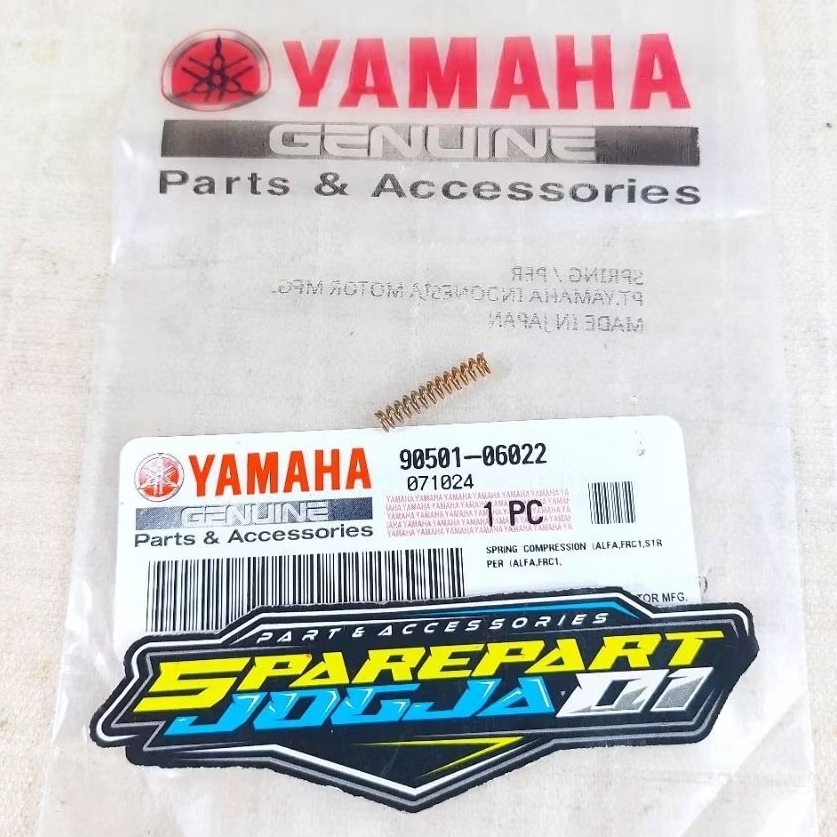 YAMAHA
GENUINE
Parts & Accessories
SPRING / PER
PT.YAMAHA INDONESIA MOTOR MFG.
MADE IN JAPAN
YAMAHA
GENUINE
Parts & Accessories
90501-06022
071024
1 PC
SPRING COMPRESSION (ALFA,FRC1,STR
PER (ALFA,FRC1,
TOR MFG.
PART & ACCESSORIES
SPAREPART
JOGJA 01